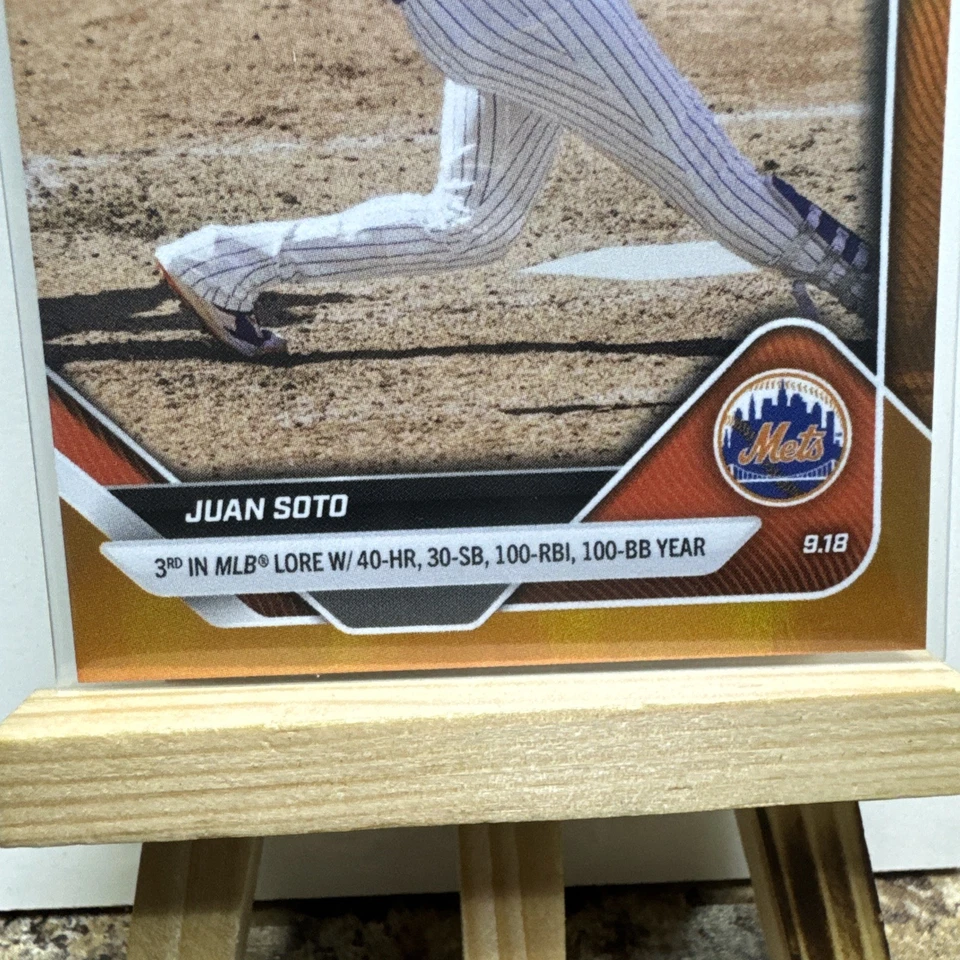 Mets
JUAN SOTO
3RD IN MLB® LORE W/ 40-HR, 30-SB, 100-RBI, 100-BB YEAR
9.18